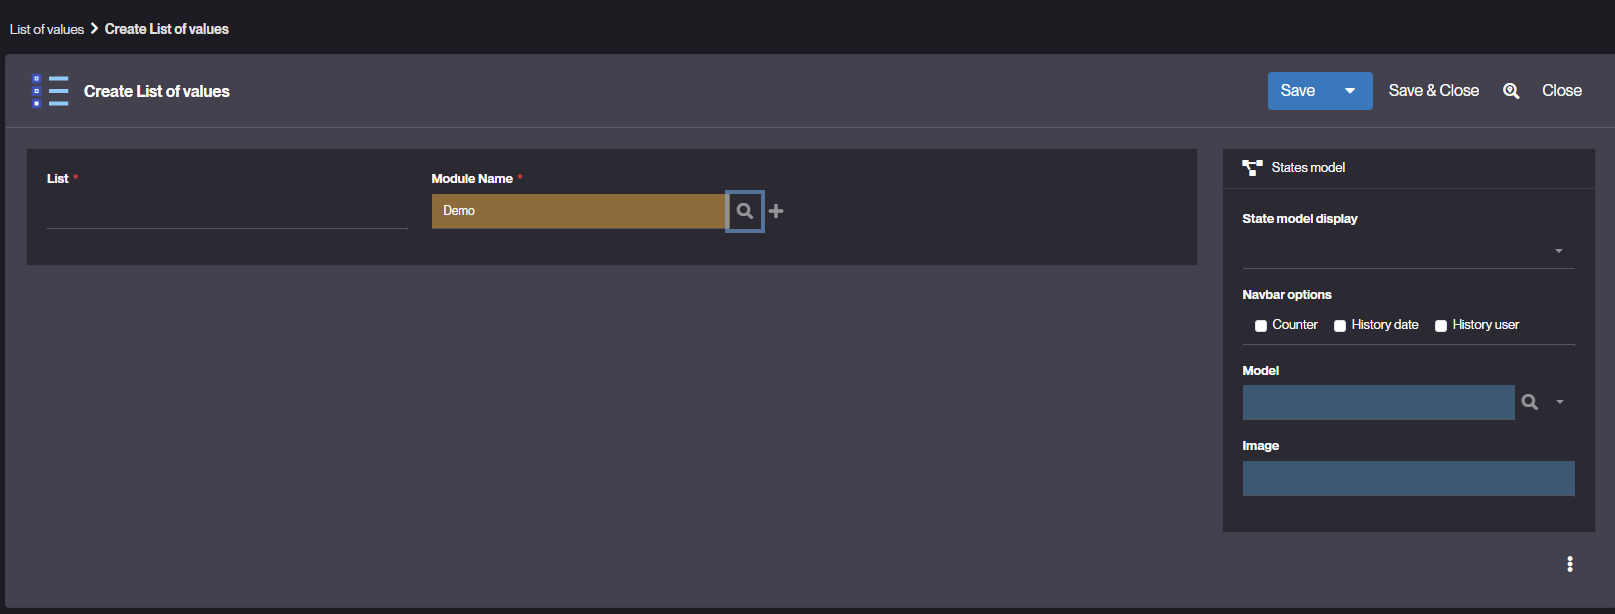 List of values > Create List of values
Create List of values
Save
Save & Close
Close
List *
Module Name *
Demo
States model
State model display
Navbar options
Counter
History date
History user
Model
Image